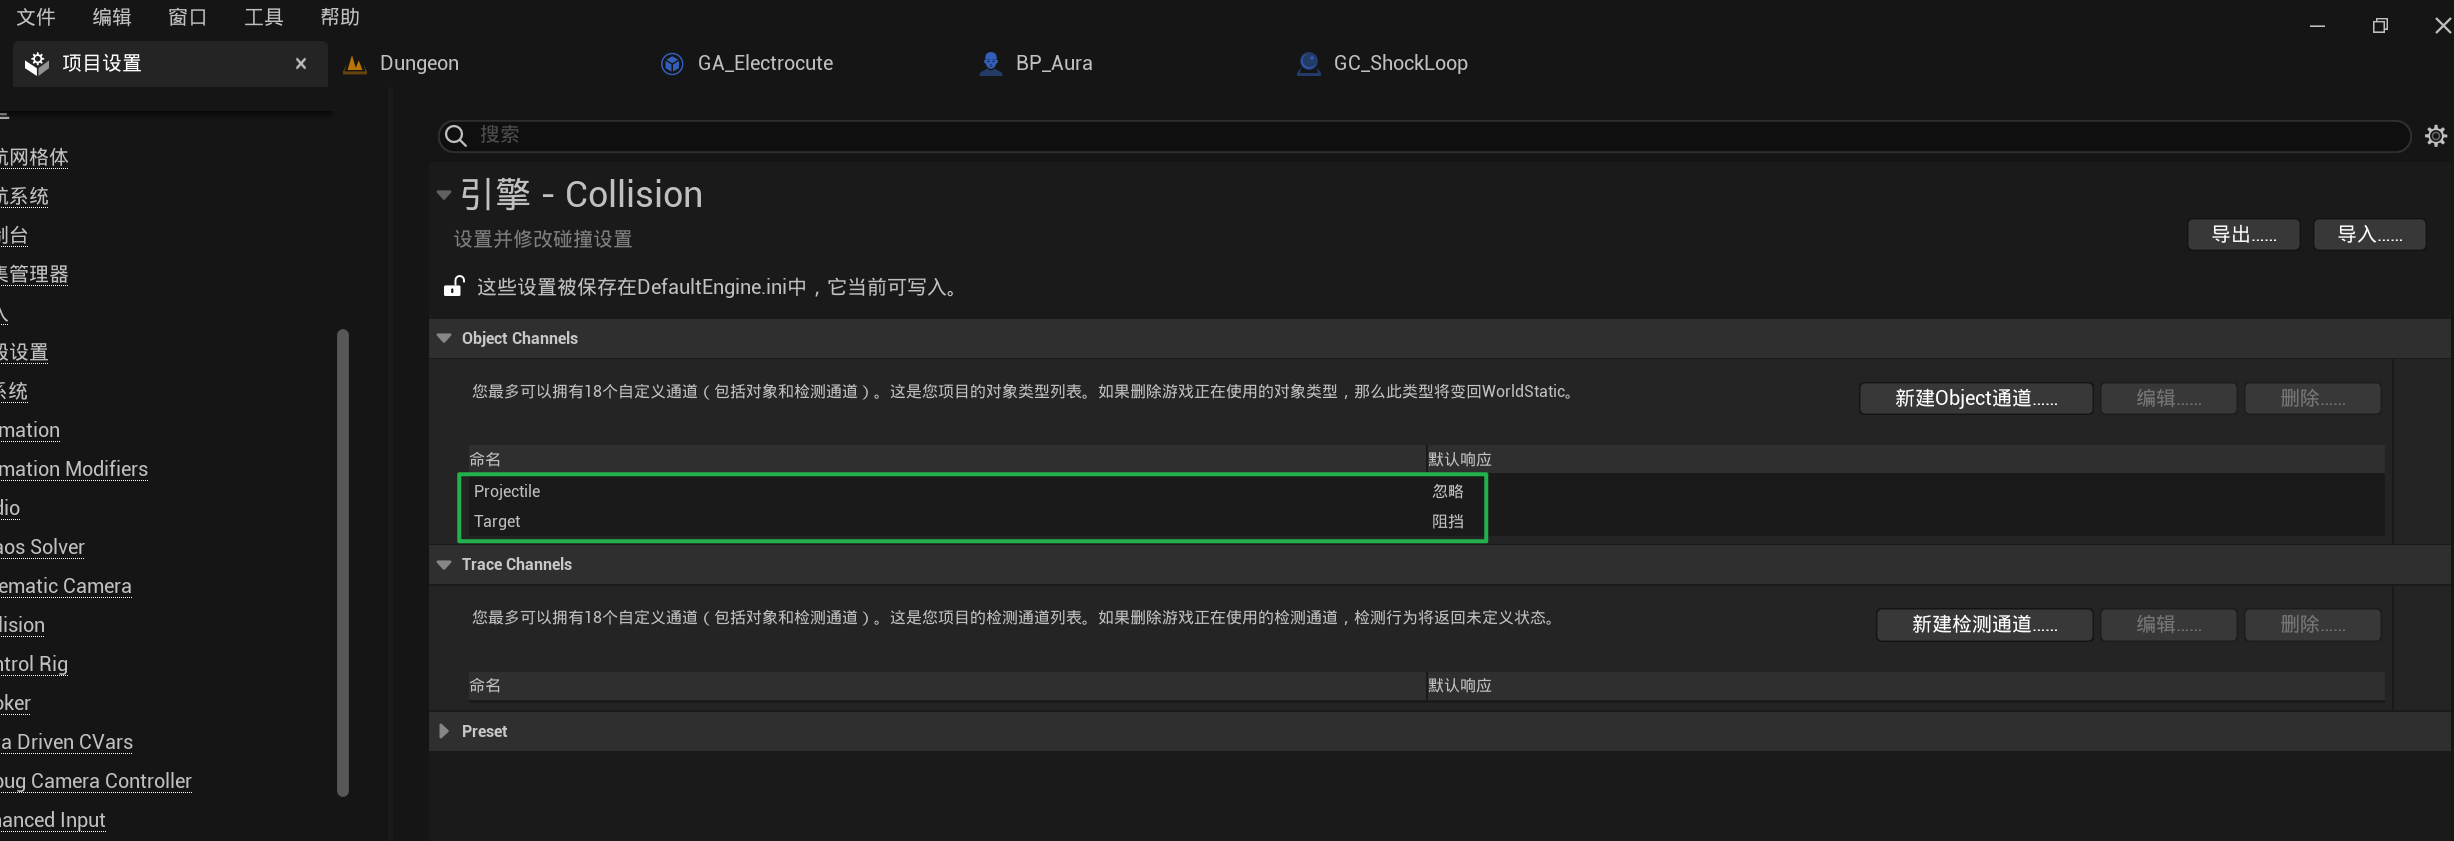 文件 编辑 窗口 工具 帮助
项目设置 Dungeon GA_Electrocute BP_Aura GC_ShockLoop
航网格体
航系统
制台
集管理器
入
段设置
系统
mation
mation Modifiers
dio
aos Solver
ematic Camera
lision
ntrol Rig
oker
a Driven CVars
bug Camera Controller
hanced Input
搜索
引擎 - Collision
设置并修改碰撞设置
导出...... 导入......
这些设置被保存在DefaultEngine.ini中，它当前可写入。
Object Channels
您最多可以拥有18个自定义通道（包括对象和检测通道）。这是您项目的对象类型列表。如果删除游戏正在使用的对象类型，那么此类型将变回WorldStatic。
新建Object通道...... 编辑...... 删除......
命名 默认响应
Projectile 忽略
Target 阻挡
Trace Channels
您最多可以拥有18个自定义通道（包括对象和检测通道）。这是您项目的检测通道列表。如果删除游戏正在使用的检测通道，检测行为将返回未定义状态。
新建检测通道...... 编辑...... 删除......
命名 默认响应
Preset